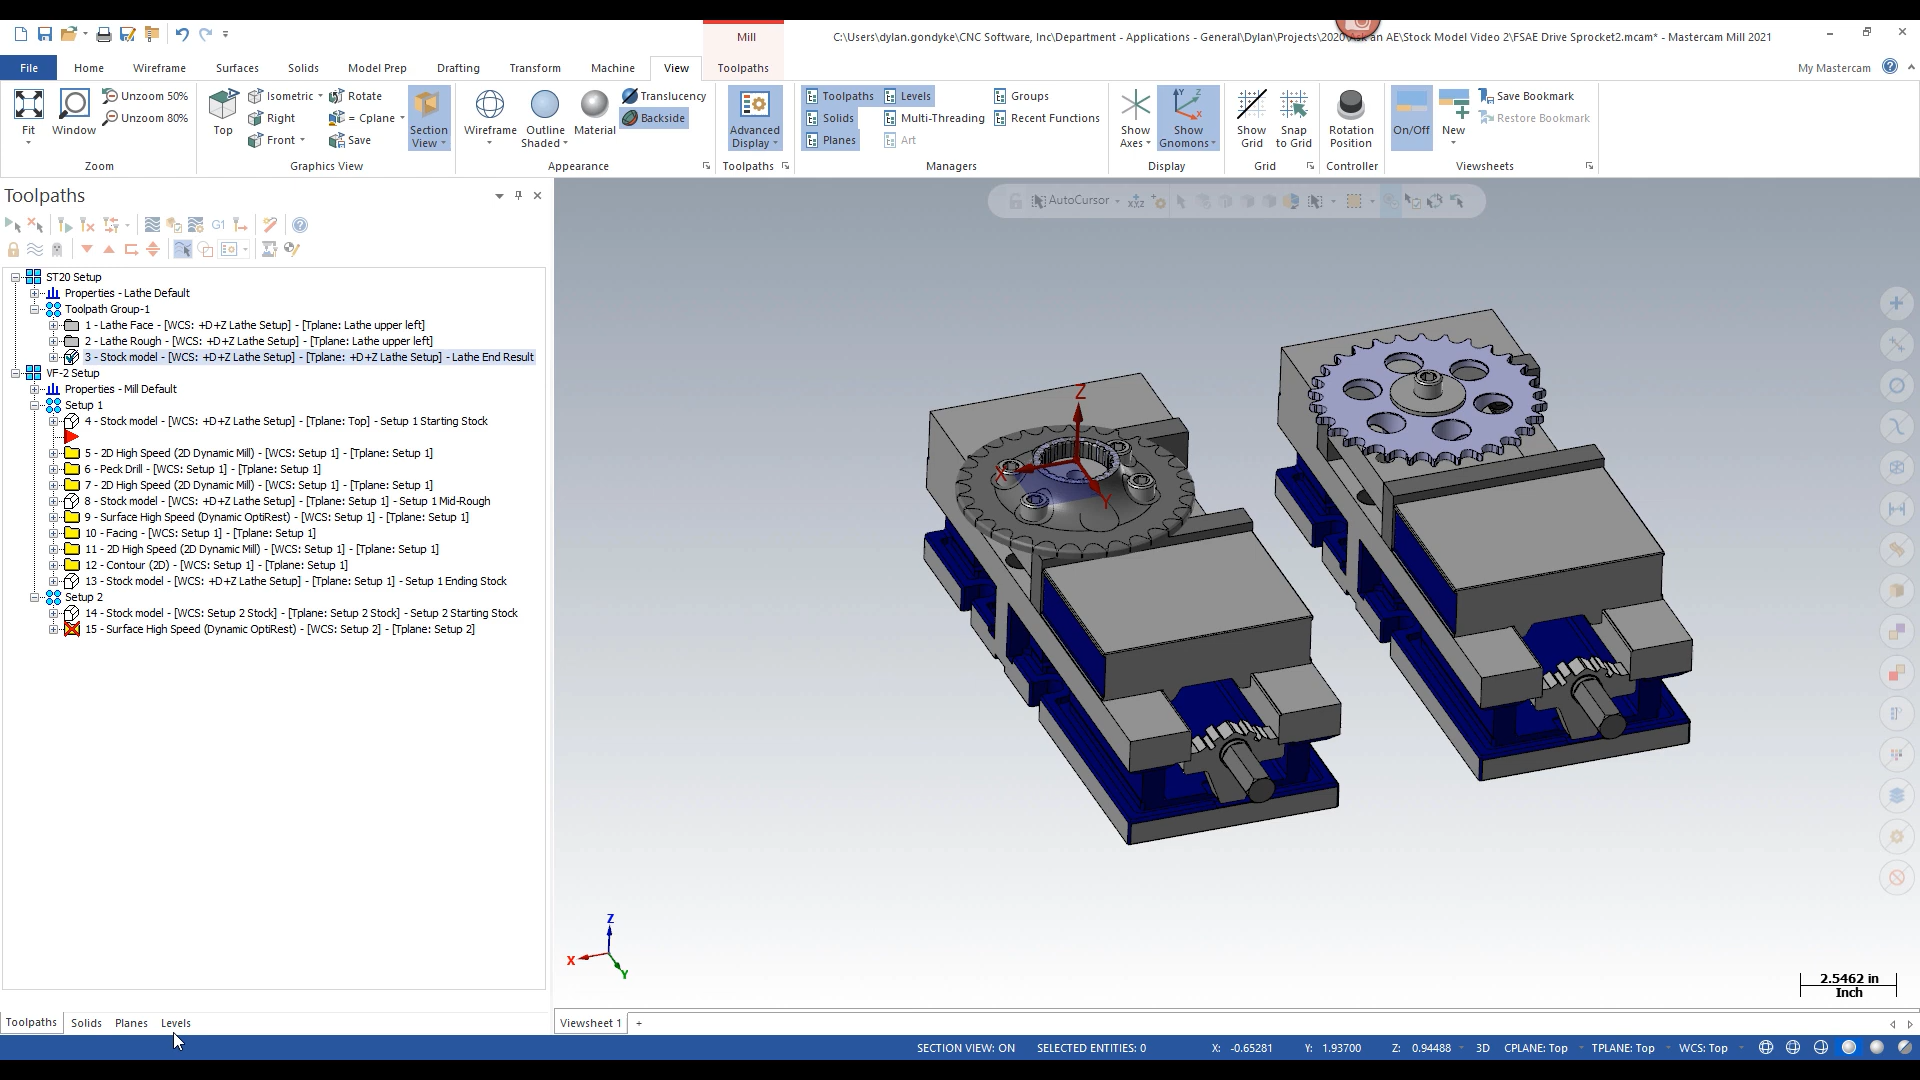 Mill
C:\Users\dylan.gondyke\CNC Software, Inc\Department - Applications - General\Dylan\Projects\2020\ an AE\Stock Model Video 2\FSAE Drive Sprocket2.mcam* - Mastercam Mill 2021
File
Home
Wireframe
Surfaces
Solids
Model Prep
Drafting
Transform
Machine
View
Toolpaths
My Mastercam
Fit
Window
Unzoom 50%
Unzoom 80%
Zoom
Top
Isometric
Right
Front
Rotate
= Cplane
Save
Section View
Graphics View
Wireframe
Outline Shaded
Material
Translucency
Backside
Appearance
Advanced Display
Toolpaths
Toolpaths
Solids
Planes
Levels
Multi-Threading
Art
Groups
Recent Functions
Managers
Show Axes
Show Gnomons
Display
Show Grid
Snap to Grid
Grid
Rotation Position
Controller
On/Off
New
Save Bookmark
Restore Bookmark
Viewsheets
Toolpaths
G1
AutoCursor
XYZ
ST20 Setup
Properties - Lathe Default
Toolpath Group-1
1 - Lathe Face - [WCS: +D+Z Lathe Setup] - [Tplane: Lathe upper left]
2 - Lathe Rough - [WCS: +D+Z Lathe Setup] - [Tplane: Lathe upper left]
3 - Stock model - [WCS: +D+Z Lathe Setup] - [Tplane: +D+Z Lathe Setup] - Lathe End Result
VF-2 Setup
Properties - Mill Default
Setup 1
4 - Stock model - [WCS: +D+Z Lathe Setup] - [Tplane: Top] - Setup 1 Starting Stock
5 - 2D High Speed (2D Dynamic Mill) - [WCS: Setup 1] - [Tplane: Setup 1]
6 - Peck Drill - [WCS: Setup 1] - [Tplane: Setup 1]
7 - 2D High Speed (2D Dynamic Mill) - [WCS: Setup 1] - [Tplane: Setup 1]
8 - Stock model - [WCS: +D+Z Lathe Setup] - [Tplane: Setup 1] - Setup 1 Mid-Rough
9 - Surface High Speed (Dynamic OptiRest) - [WCS: Setup 1] - [Tplane: Setup 1]
10 - Facing - [WCS: Setup 1] - [Tplane: Setup 1]
11 - 2D High Speed (2D Dynamic Mill) - [WCS: Setup 1] - [Tplane: Setup 1]
12 - Contour (2D) - [WCS: Setup 1] - [Tplane: Setup 1]
13 - Stock model - [WCS: +D+Z Lathe Setup] - [Tplane: Setup 1] - Setup 1 Ending Stock
Setup 2
14 - Stock model - [WCS: Setup 2 Stock] - [Tplane: Setup 2 Stock] - Setup 2 Starting Stock
15 - Surface High Speed (Dynamic OptiRest) - [WCS: Setup 2] - [Tplane: Setup 2]
Z
X
Y
Z
X
Y
2.5462 in
Inch
Toolpaths
Solids
Planes
Levels
Viewsheet 1
+
SECTION VIEW: ON
SELECTED ENTITIES: 0
X: -0.65281
Y: 1.93700
Z: 0.94488
3D
CPLANE: Top
TPLANE: Top
WCS: Top